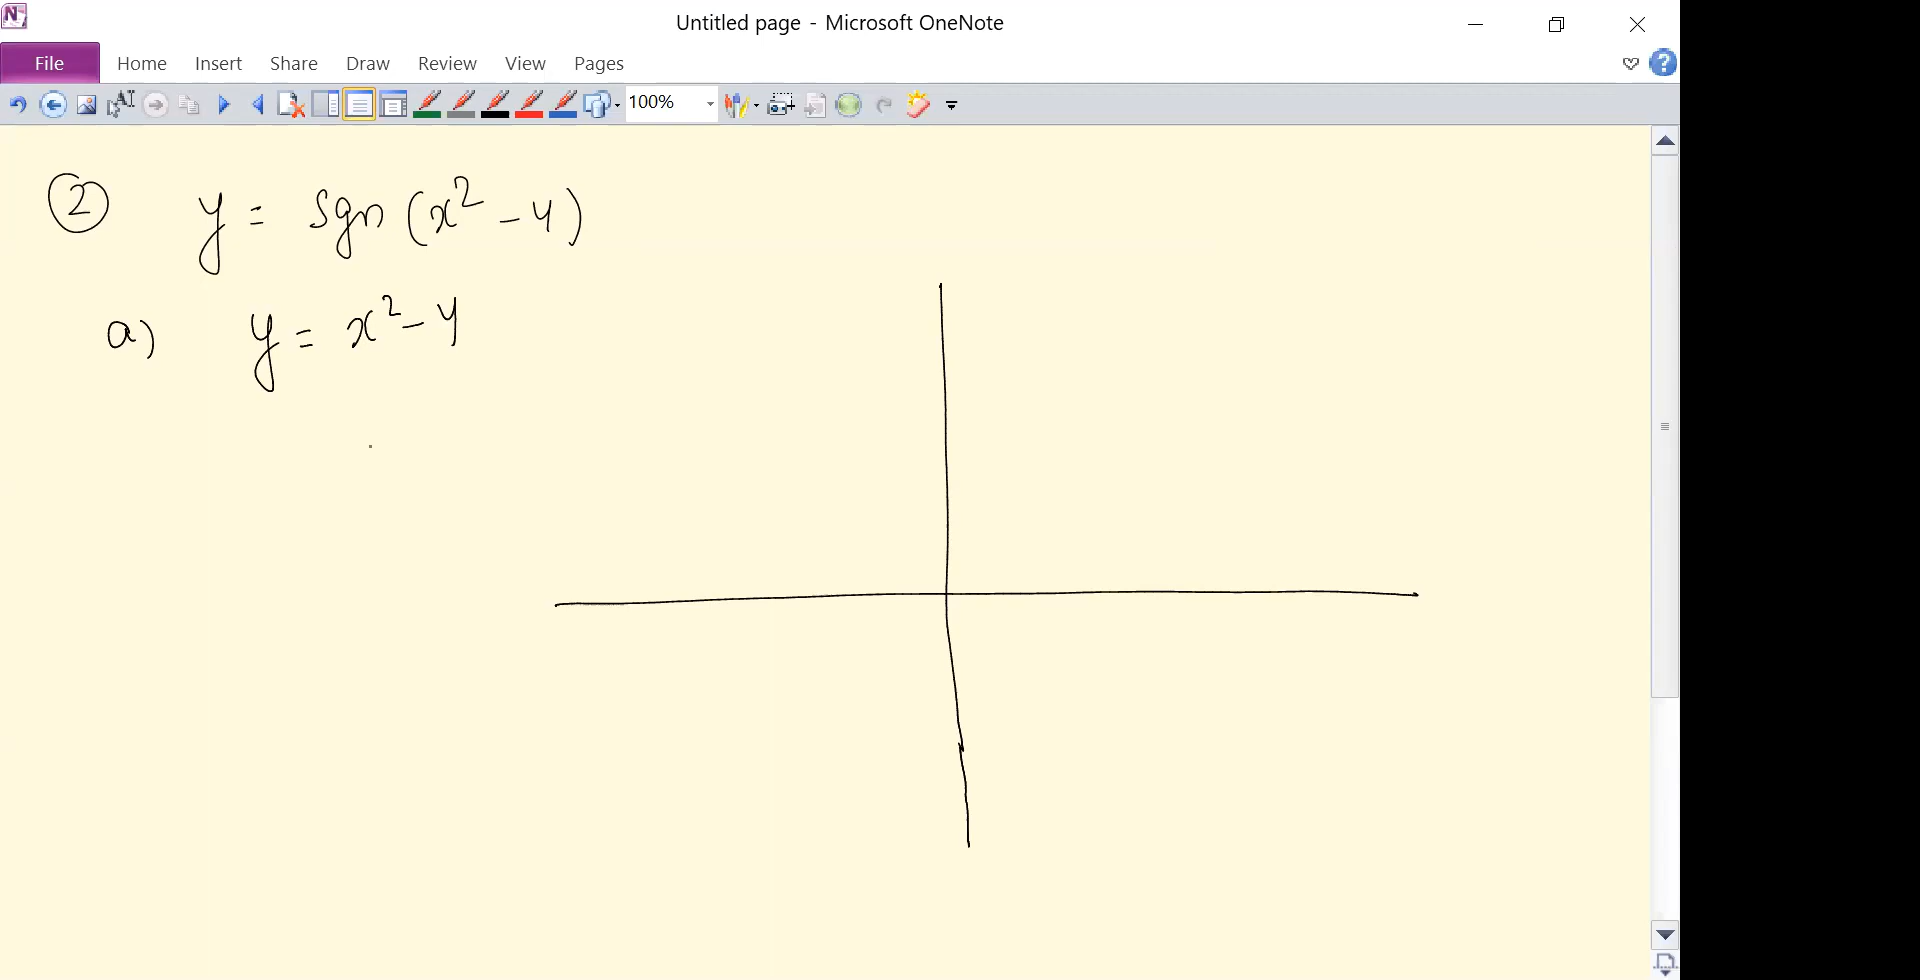 Untitled page - Microsoft OneNote
File Home Insert Share Draw Review View Pages
100%
② y = sgn (x² - 4)
a) y = x² - 4